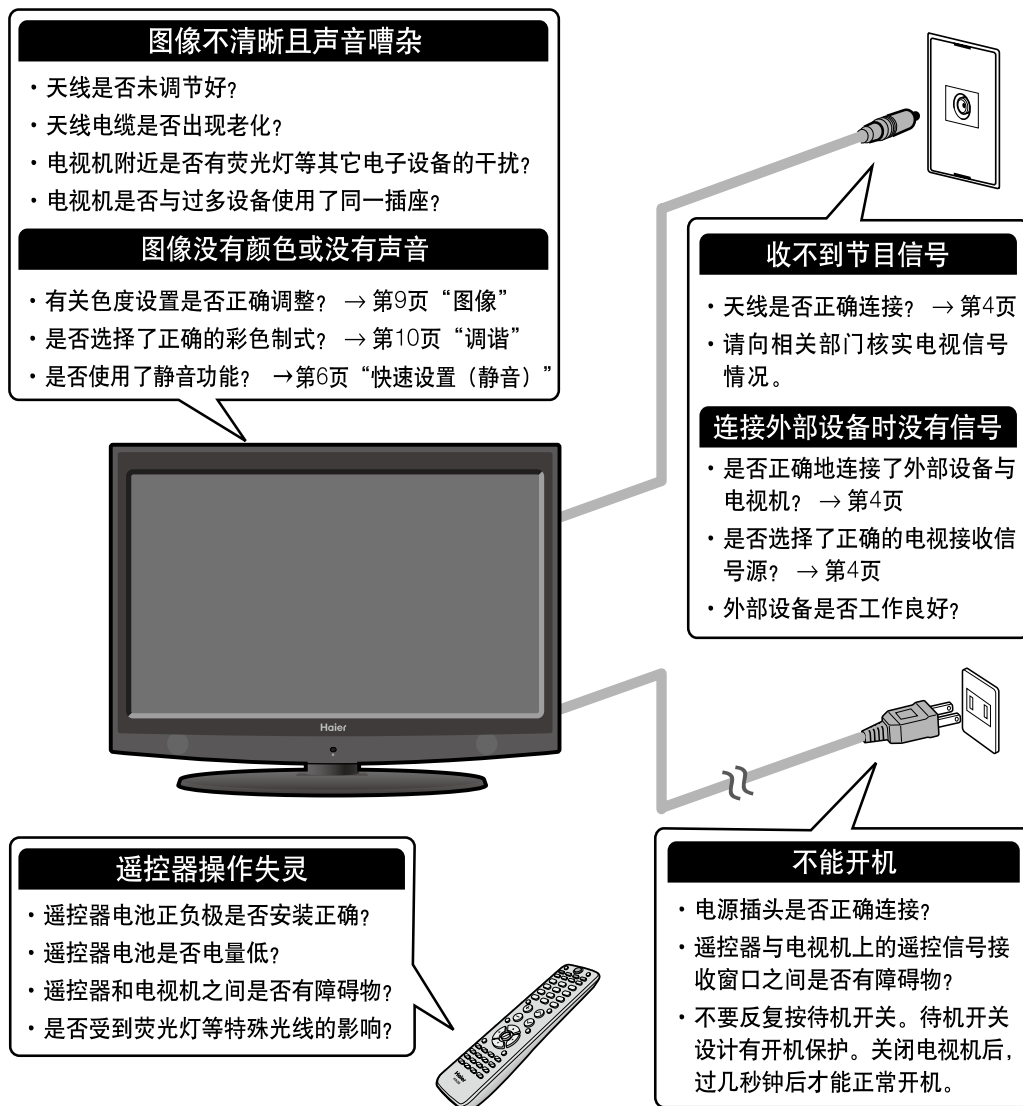 图像不清晰且声音嘈杂
·天线是否未调节好?
·天线电缆是否出现老化?
·电视机附近是否有荧光灯等其它电子设备的干扰?
·电视机是否与过多设备使用了同一插座?
图像没有颜色或没有声音
·有关色度设置是否正确调整? →第9页“图像”
·是否选择了正确的彩色制式? →第10页“调谐”
·是否使用了静音功能? →第6页“快速设置（静音）”
收不到节目信号
·天线是否正确连接? →第4页
·请向相关部门核实电视信号
情况。
连接外部设备时没有信号
·是否正确地连接了外部设备与
电视机? →第4页
·是否选择了正确的电视接收信
号源? →第4页
·外部设备是否工作良好?
Haier
遥控器操作失灵
·遥控器电池正负极是否安装正确?
·遥控器电池是否电量低?
·遥控器和电视机之间是否有障碍物?
·是否受到荧光灯等特殊光线的影响?
Haier
不能开机
·电源插头是否正确连接?
·遥控器与电视机上的遥控信号接
收窗口之间是否有障碍物?
·不要反复按待机开关。待机开关
设计有开机保护。关闭电视机后，
过几秒钟后才能正常开机。